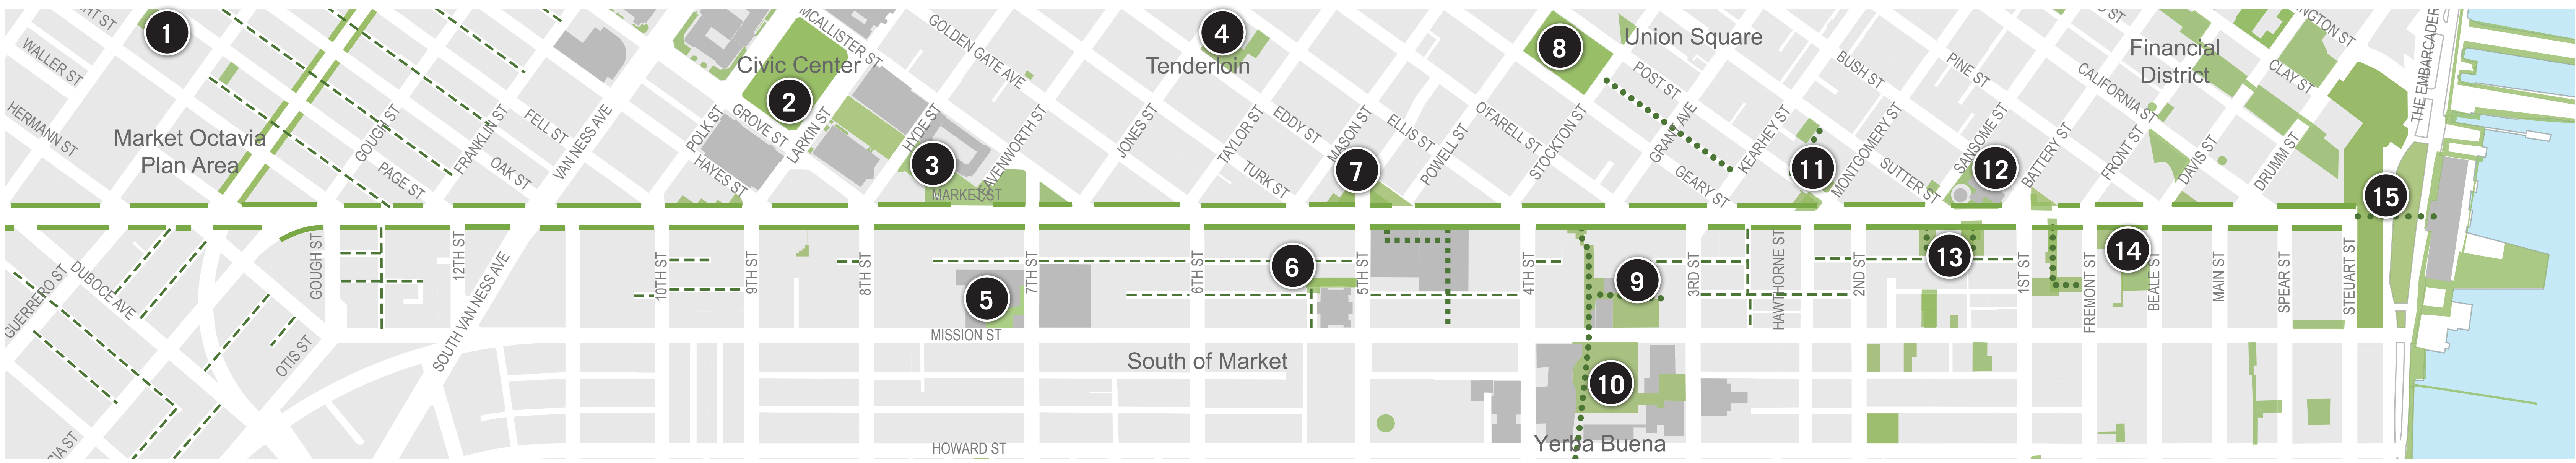 HT ST
WALLER ST
HERMANN ST
1
Market Octavia
Plan Area
GOUGH ST
PAGE ST
FRANKLIN ST
OAK ST
FELL ST
VAN NESS AVE
POLK ST
GROVE ST
HAYES ST
Civic Center
2
LARKIN ST
MCALLISTER ST
HYDE ST
3
GOLDEN GATE AVE
LEAVENWORTH ST
MARKET ST
JONES ST
4
Tenderloin
TAYLOR ST
TURK ST
EDDY ST
MASON ST
7
ELLIS ST
POWELL ST
O'FARELL ST
STOCKTON ST
8
Union Square
POST ST
GRANT AVE
GEARY ST
KEARHEY ST
11
MONTGOMERY ST
BUSH ST
SUTTER ST
PINE ST
SANSOME ST
12
BATTERY ST
CALIFORNIA ST
FRONT ST
Financial
District
DAVIS ST
CLAY ST
DRUMM ST
NGTON ST
THE EMBARCADER
15
GUERRERO ST
DUBOCE AVE
OTIS ST
GOUGH ST
12TH ST
SOUTH VAN NESS AVE
10TH ST
9TH ST
8TH ST
5
7TH ST
6TH ST
6
5TH ST
4TH ST
9
3RD ST
HAWTHORNE ST
2ND ST
13
1ST ST
FREMONT ST
14
BEALE ST
MAIN ST
SPEAR ST
STEUART ST
MISSION ST
South of Market
10
CIA ST
HOWARD ST
Yerba Buena